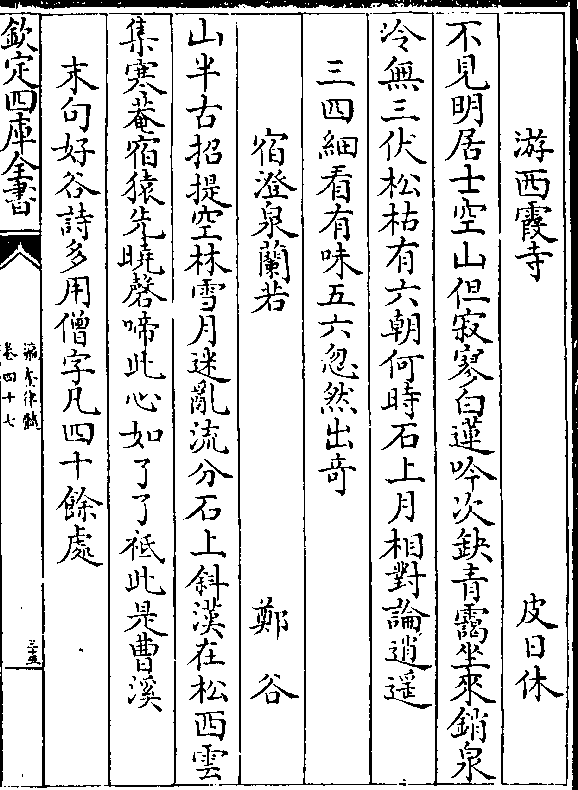 游西霞寺　皮日休
不見明居士空山但寂寥白蓮吟次缺青靄坐來銷泉
冷無三伏松枯有六朝何時石上月相對論逍遥
三四細看有味五六忽然出竒
宿澄泉蘭若　鄭谷
山半古招提空林雪月迷亂流分石上斜漢在松西雲
集寒菴宿猿先曉磬啼此心如了了祗此是曹溪
末句好谷詩多用僧字凡四十餘處
欽定四庫全書
瀛奎律髓
卷四十七
三十五